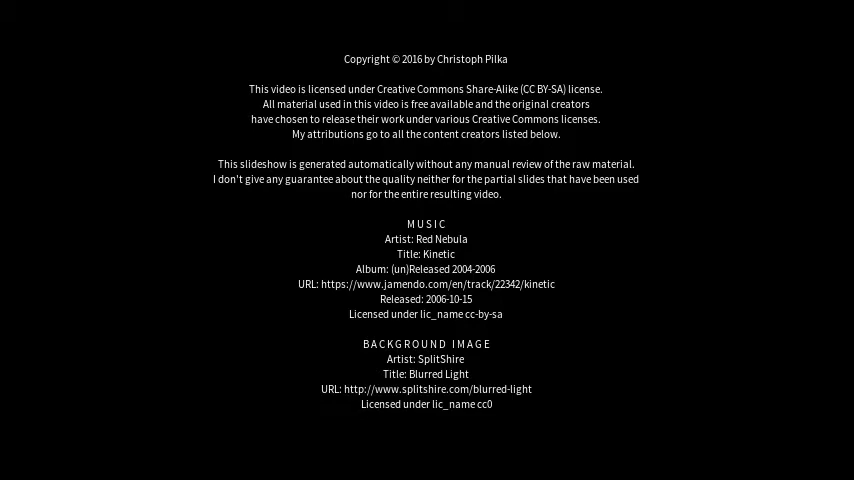 Copyright © 2016 by Christoph Pilka
This video is licensed under Creative Commons Share-Alike (CC BY-SA) license.
All material used in this video is free available and the original creators
have chosen to release their work under various Creative Commons licenses.
My attributions go to all the content creators listed below.
This slideshow is generated automatically without any manual review of the raw material.
I don't give any guarantee about the quality neither for the partial slides that have been used
nor for the entire resulting video.
MUSIC
Artist: Red Nebula
Title: Kinetic
Album: (un)Released 2004-2006
URL: https://www.jamendo.com/en/track/22342/kinetic
Released: 2006-10-15
Licensed under lic_name cc-by-sa
BACKGROUND IMAGE
Artist: SplitShire
Title: Blurred Light
URL: http://www.splitshire.com/blurred-light
Licensed under lic_name cc0